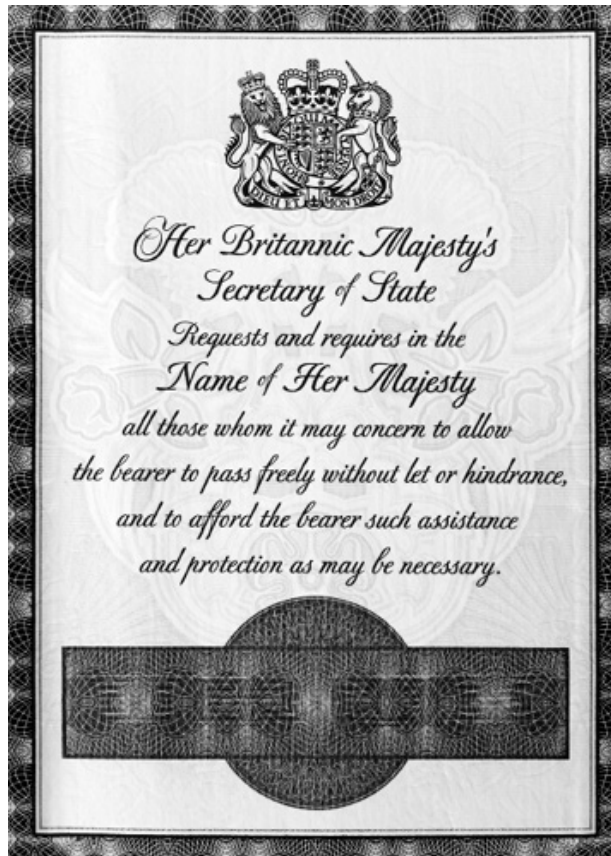 DIEU ET MON DROIT
Her Britannic Majesty's
Secretary of State
Requests and requires in the
Name of Her Majesty
all those whom it may concern to allow
the bearer to pass freely without let or hindrance,
and to afford the bearer such assistance
and protection as may be necessary.